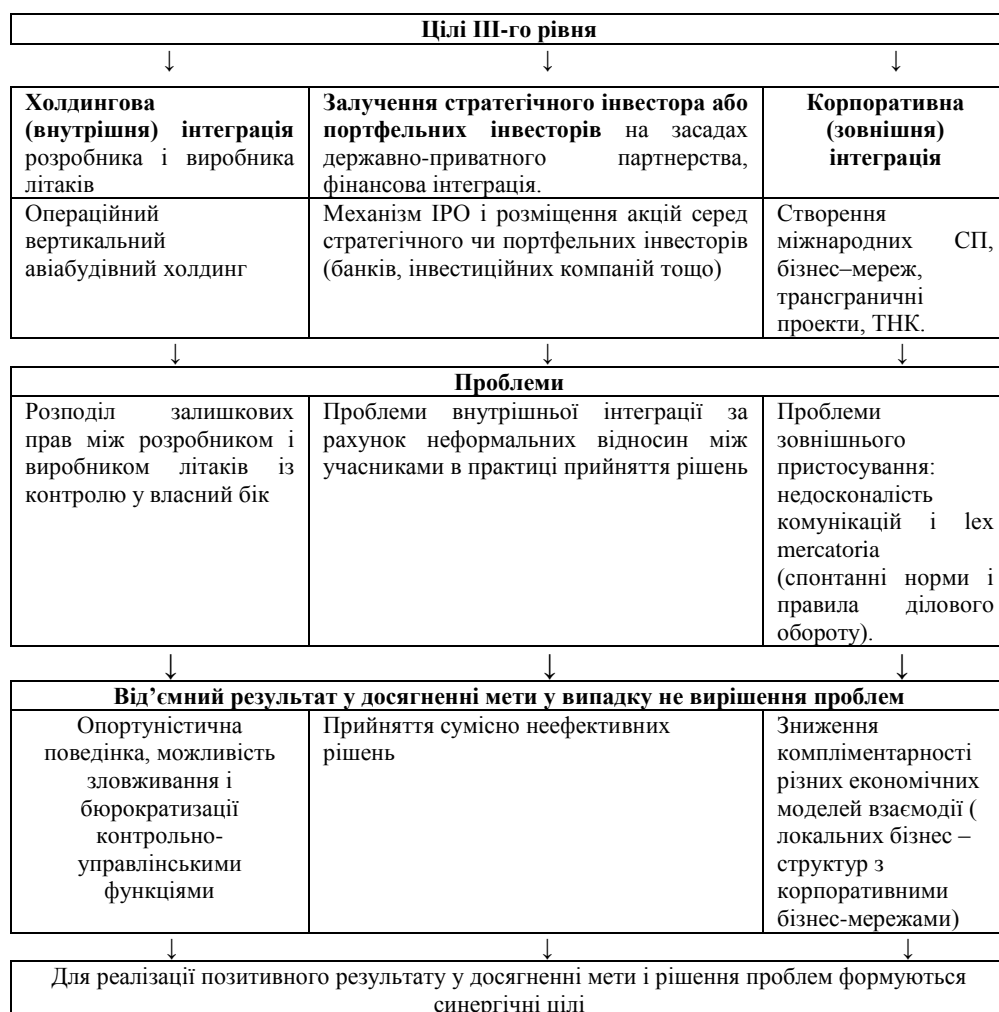 Цілі III-го рівня
↓ ↓ ↓
Холдингова
(внутрішня) інтеграція
розробника і виробника
літаків
Залучення стратегічного інвестора або
портфельних інвесторів на засадах
державно-приватного партнерства,
фінансова інтеграція.
Корпоративна
(зовнішня)
інтеграція
Операційний
вертикальний
авіабудівний холдинг
Механізм IPO і розміщення акцій серед
стратегічного чи портфельних інвесторів
(банків, інвестиційних компаній тощо)
Створення
міжнародних СП,
бізнес–мереж,
трансграничні
проекти, ТНК.
↓ ↓ ↓
Проблеми
Розподіл залишкових
прав між розробником і
виробником літаків із
контролю у власний бік
Проблеми внутрішньої інтеграції за
рахунок неформальних відносин між
учасниками в практиці прийняття рішень
Проблеми
зовнішнього
пристосування:
недосконалість
комунікацій і lex
mercatoria
(спонтанні норми і
правила ділового
обороту).
↓ ↓ ↓
Від’ємний результат у досягненні мети у випадку не вирішення проблем
Опортуністична
поведінка, можливість
зловживання і
бюрократизації
контрольно-
управлінськими
функціями
Прийняття сумісно неефективних
рішень
Зниження
компліментарності
різних економічних
моделей взаємодії (
локальних бізнес –
структур з
корпоративними
бізнес-мережами)
↓ ↓ ↓
Для реалізації позитивного результату у досягненні мети і рішення проблем формуються
синергічні цілі